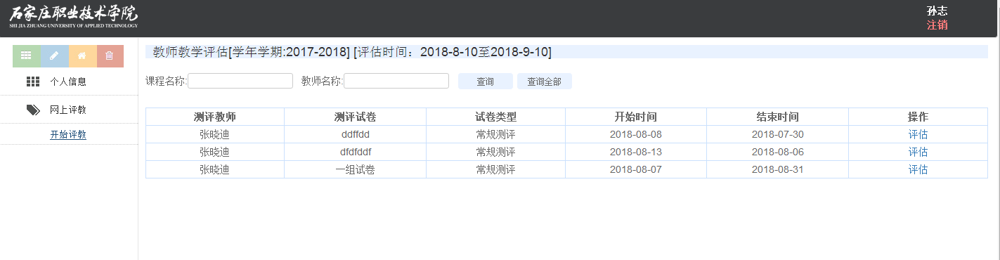 石家庄职业技术学院
SHI JIA ZHUANG UNIVERSITY OF APPLIED TECHNOLOGY
孙志
注销
个人信息
网上评教
开始评教
教师教学评估[学年学期:2017-2018] [评估时间：2018-8-10至2018-9-10]
课程名称: 教师名称: 查询 查询全部
测评教师 测评试卷 试卷类型 开始时间 结束时间 操作
张晓迪 ddffdd 常规测评 2018-08-08 2018-07-30 评估
张晓迪 dfdfddf 常规测评 2018-08-13 2018-08-06 评估
张晓迪 一组试卷 常规测评 2018-08-07 2018-08-31 评估